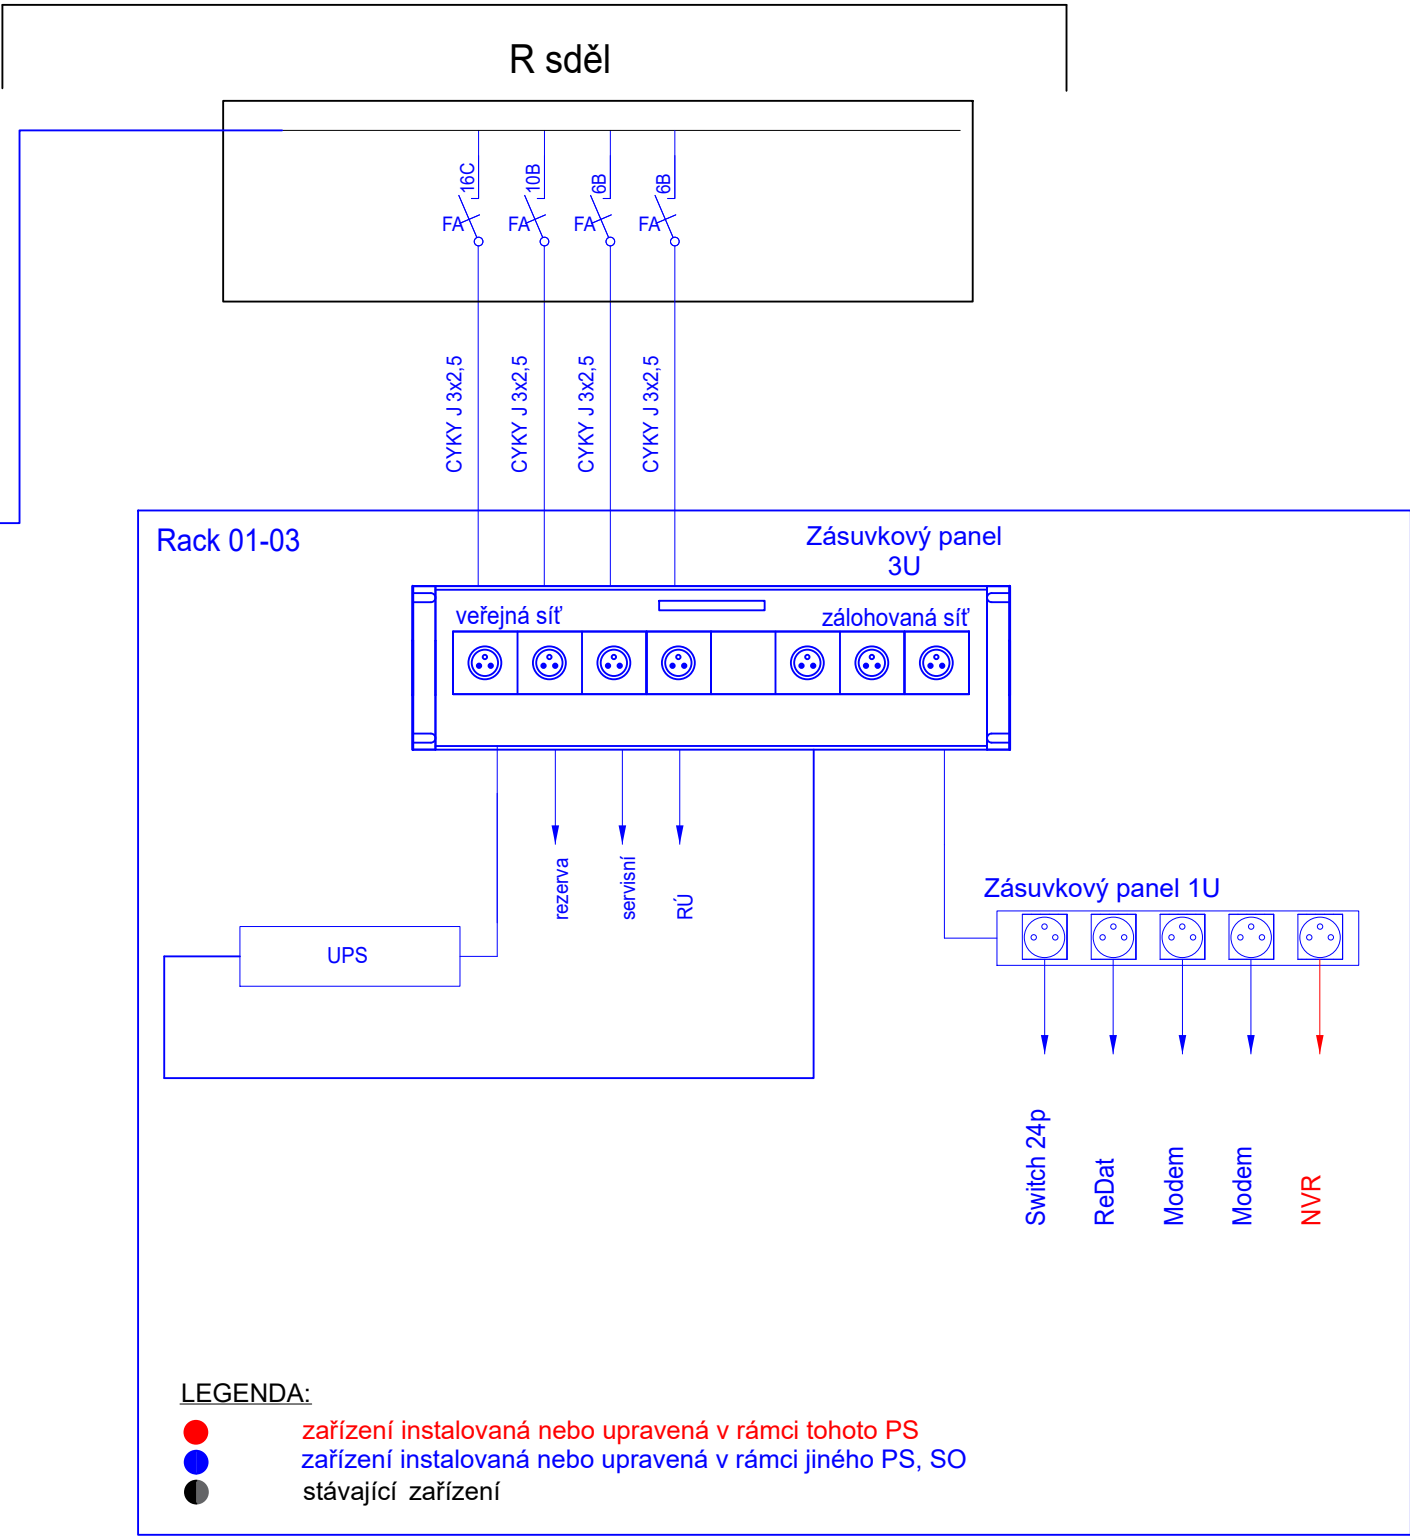 R sděl
16C
10B
6B
6B
FA
FA
FA
FA
CYKY J 3x2,5
CYKY J 3x2,5
CYKY J 3x2,5
CYKY J 3x2,5
Rack 01-03
Zásuvkový panel
3U
veřejná síť
zálohovaná síť
rezerva
servisní
RÚ
UPS
Zásuvkový panel 1U
Switch 24p
ReDat
Modem
Modem
NVR
LEGENDA:
zařízení instalovaná nebo upravená v rámci tohoto PS
zařízení instalovaná nebo upravená v rámci jiného PS, SO
stávající zařízení